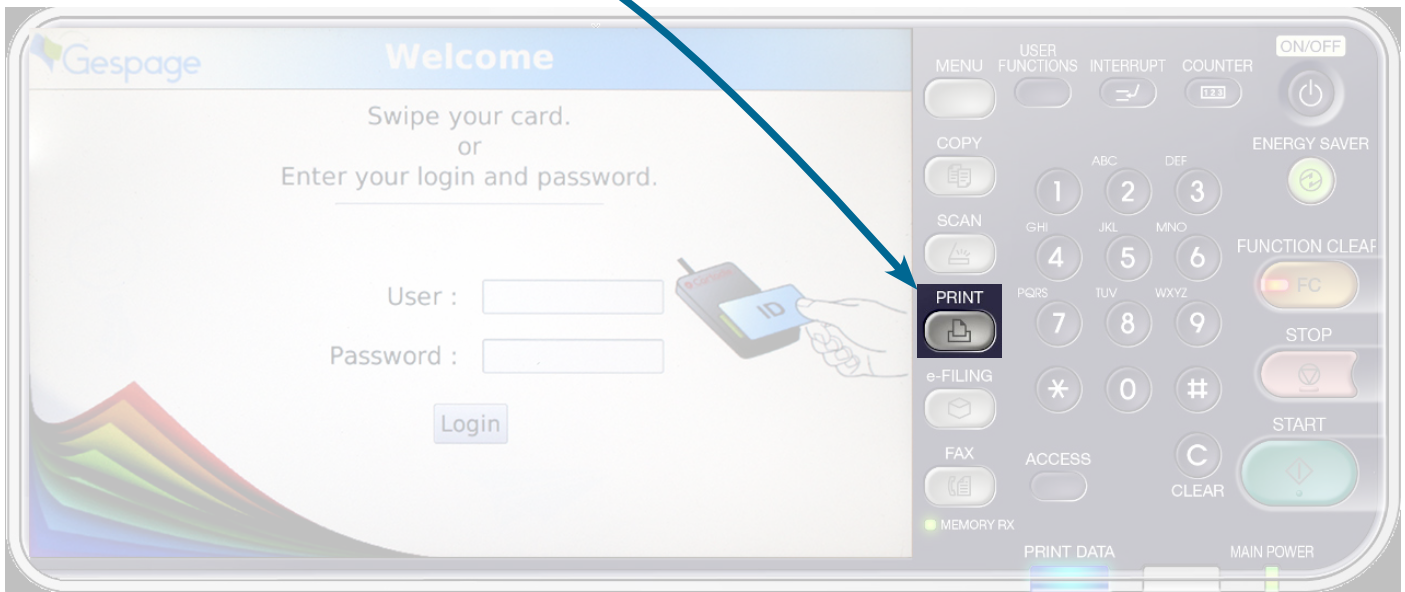 Gespage
Welcome
Swipe your card.
or
Enter your login and password.
User :
Password :
Login
ID
MENU
USER
FUNCTIONS
INTERRUPT
COUNTER
123
ON/OFF
COPY
ENERGY SAVER
1
ABC
2
DEF
3
SCAN
GHI
4
JKL
5
MNO
6
FUNCTION CLEAR
FC
PRINT
PQRS
7
TUV
8
WXYZ
9
STOP
e-FILING
*
0
#
START
FAX
ACCESS
C
CLEAR
MEMORY RX
PRINT DATA
MAIN POWER